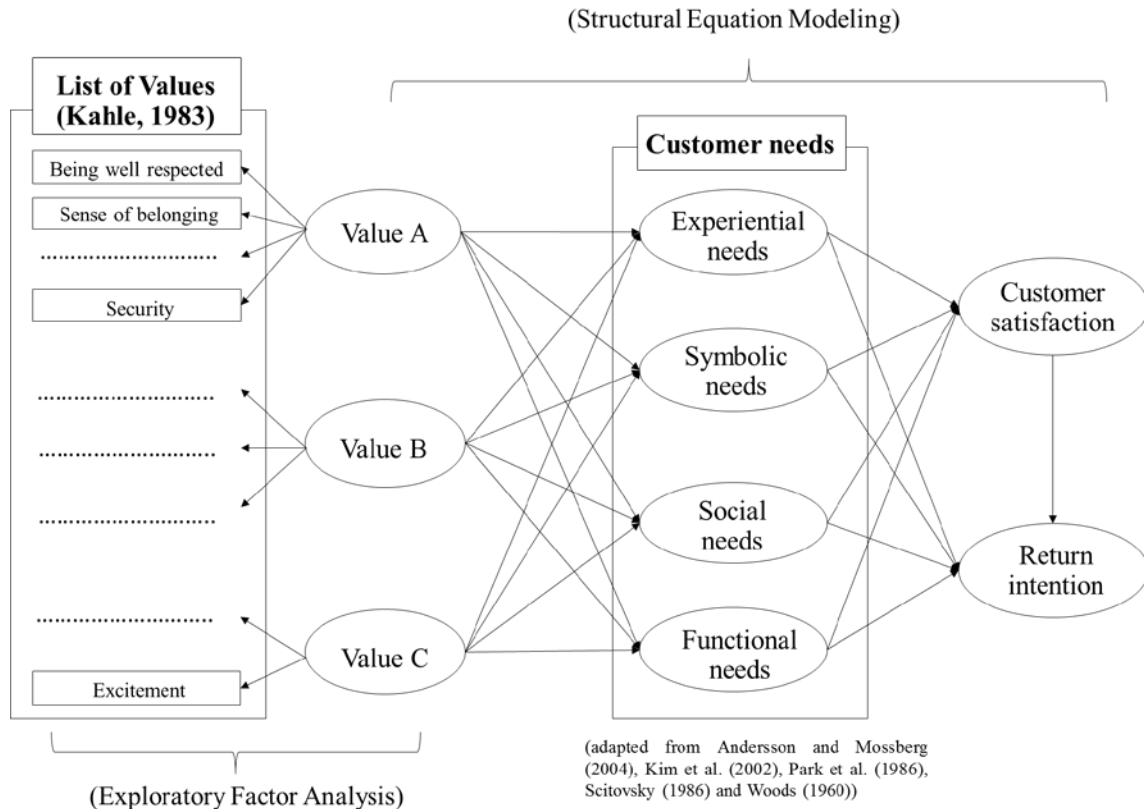 (Structural Equation Modeling)
List of Values
(Kahle, 1983)
Being well respected
Sense of belonging
................................
Security
................................
................................
................................
................................
Excitement
(Exploratory Factor Analysis)
Value A
Value B
Value C
Customer needs
Experiential
needs
Symbolic
needs
Social
needs
Functional
needs
(adapted from Andersson and Mossberg
(2004), Kim et al. (2002), Park et al. (1986),
Scitovsky (1986) and Woods (1960))
Customer
satisfaction
Return
intention